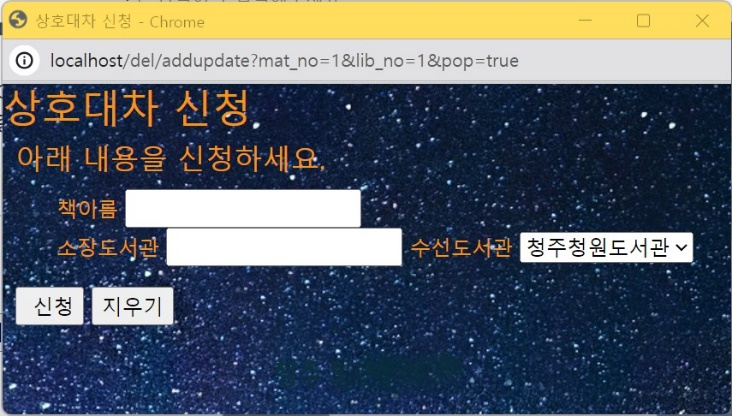 상호대차 신청 - Chrome
localhost/del/addupdate?mat_no=1&lib_no=1&pop=true
상호대차 신청
아래 내용을 신청하세요.
책아름
소장도서관 수선도서관 청주청원도서관
신청 지우기